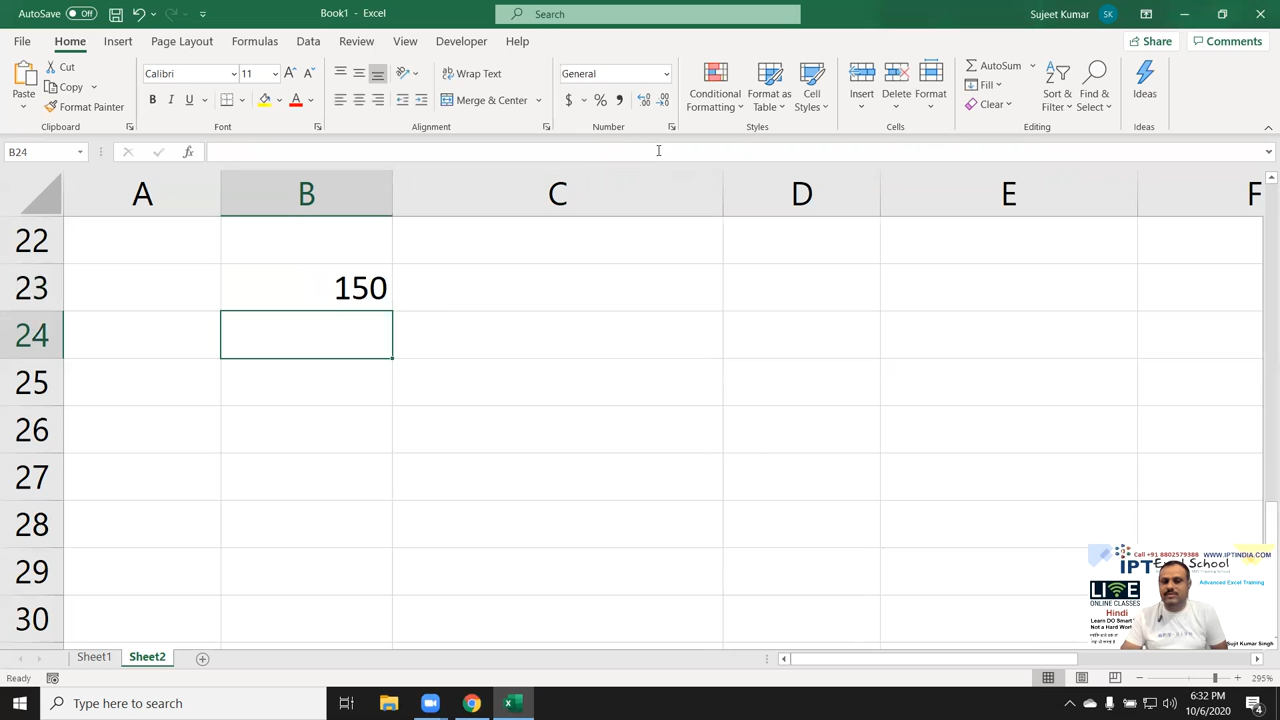 AutoSave Off Book1 - Excel Search Sujeet Kumar SK
File Home Insert Page Layout Formulas Data Review View Developer Help Share Comments
Paste Cut Copy Format Painter Clipboard
Calibri 11 B I U A Font
Wrap Text Merge & Center Alignment
General $ % Number
Conditional Formatting Format as Table Cell Styles Styles
Insert Delete Format Cells
AutoSum Fill Clear Sort & Filter Find & Select Editing
Ideas Ideas
B24 fx
A B C D E F
22
23 150
24
25
26
27
28
29
30
Call +91 8802579388 WWW.IPTINDIA.COM
IPT Excel School
Advanced Excel Training
LIVE
ONLINE CLASSES
Hindi
Learn DO Smart
Not a Hard Wor
Sujit Kumar Singh
Sheet1 Sheet2
Ready 295%
Type here to search 6:32 PM
10/6/2020 4